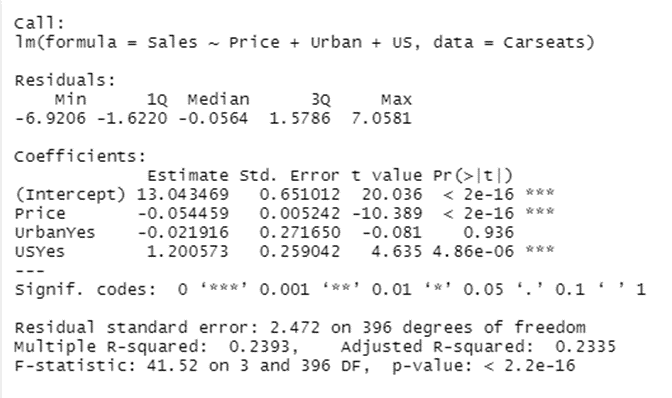 Call:
lm(formula = Sales ~ Price + Urban + US, data = Carseats)
Residuals:
Min 1Q Median 3Q Max
-6.9206 -1.6220 -0.0564 1.5786 7.0581
Coefficients:
Estimate Std. Error t value Pr(>|t|)
(Intercept) 13.043469 0.651012 20.036 < 2e-16 ***
Price -0.054459 0.005242 -10.389 < 2e-16 ***
UrbanYes -0.021916 0.271650 -0.081 0.936
USYes 1.200573 0.259042 4.635 4.86e-06 ***
---
Signif. codes: 0 ‘***’ 0.001 ‘**’ 0.01 ‘*’ 0.05 ‘.’ 0.1 ‘ ’ 1
Residual standard error: 2.472 on 396 degrees of freedom
Multiple R-squared: 0.2393, Adjusted R-squared: 0.2335
F-statistic: 41.52 on 3 and 396 DF, p-value: < 2.2e-16